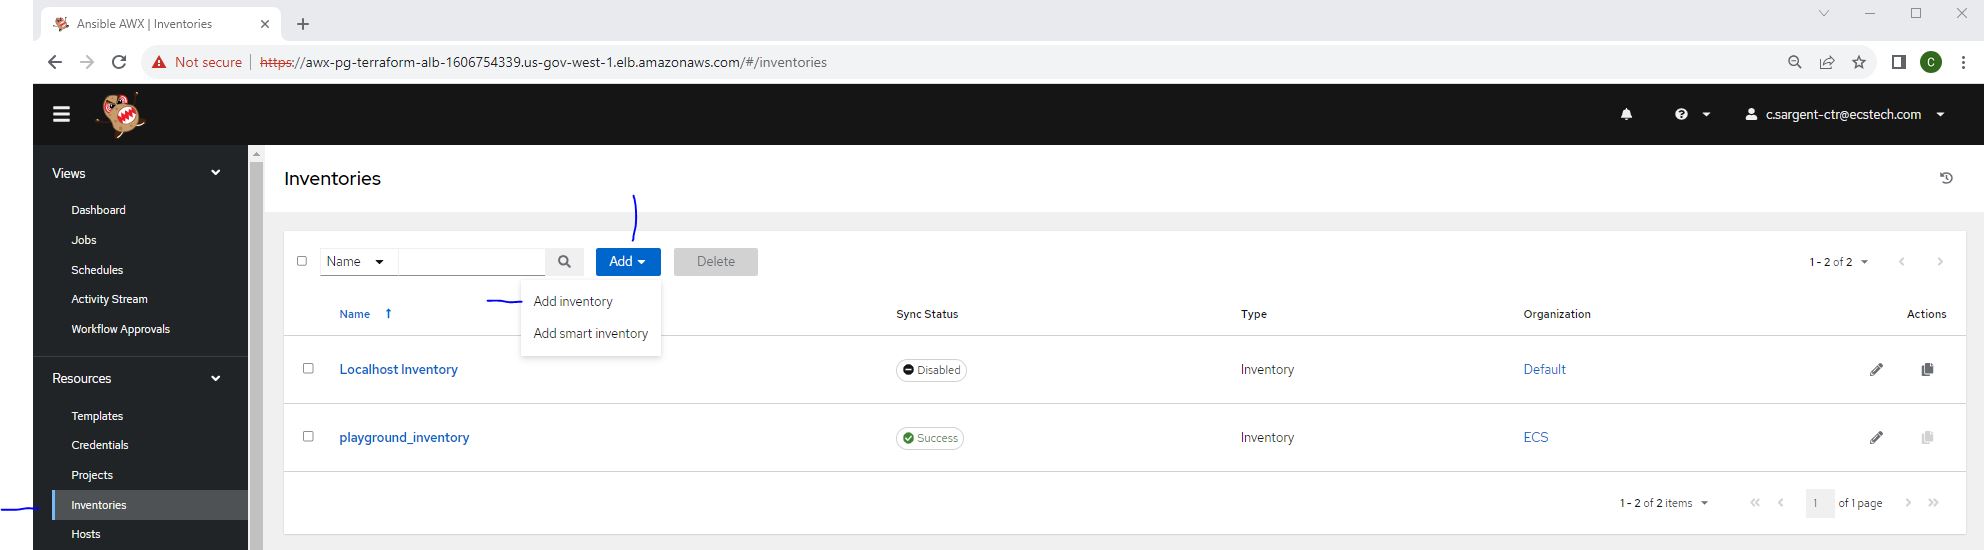 Ansible AWX | Inventories
Not secure | https://awx-pg-terraform-alb-1606754339.us-gov-west-1.elb.amazonaws.com/#/inventories
C
c.sargent-ctr@ecstech.com
Views
Dashboard
Jobs
Schedules
Activity Stream
Workflow Approvals
Resources
Templates
Credentials
Projects
Inventories
Hosts
Inventories
Name
Add
Delete
1 - 2 of 2
Add inventory
Add smart inventory
Name Sync Status Type Organization Actions
Localhost Inventory Disabled Inventory Default
playground_inventory Success Inventory ECS
1 - 2 of 2 items 1 of 1 page